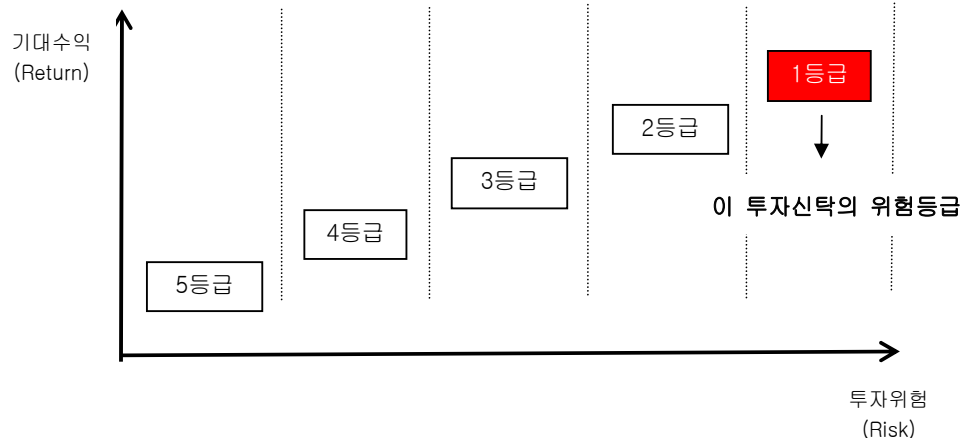 기대수익
(Return)
1등급
2등급
3등급
이 투자신탁의 위험등급
4등급
5등급
투자위험
(Risk)